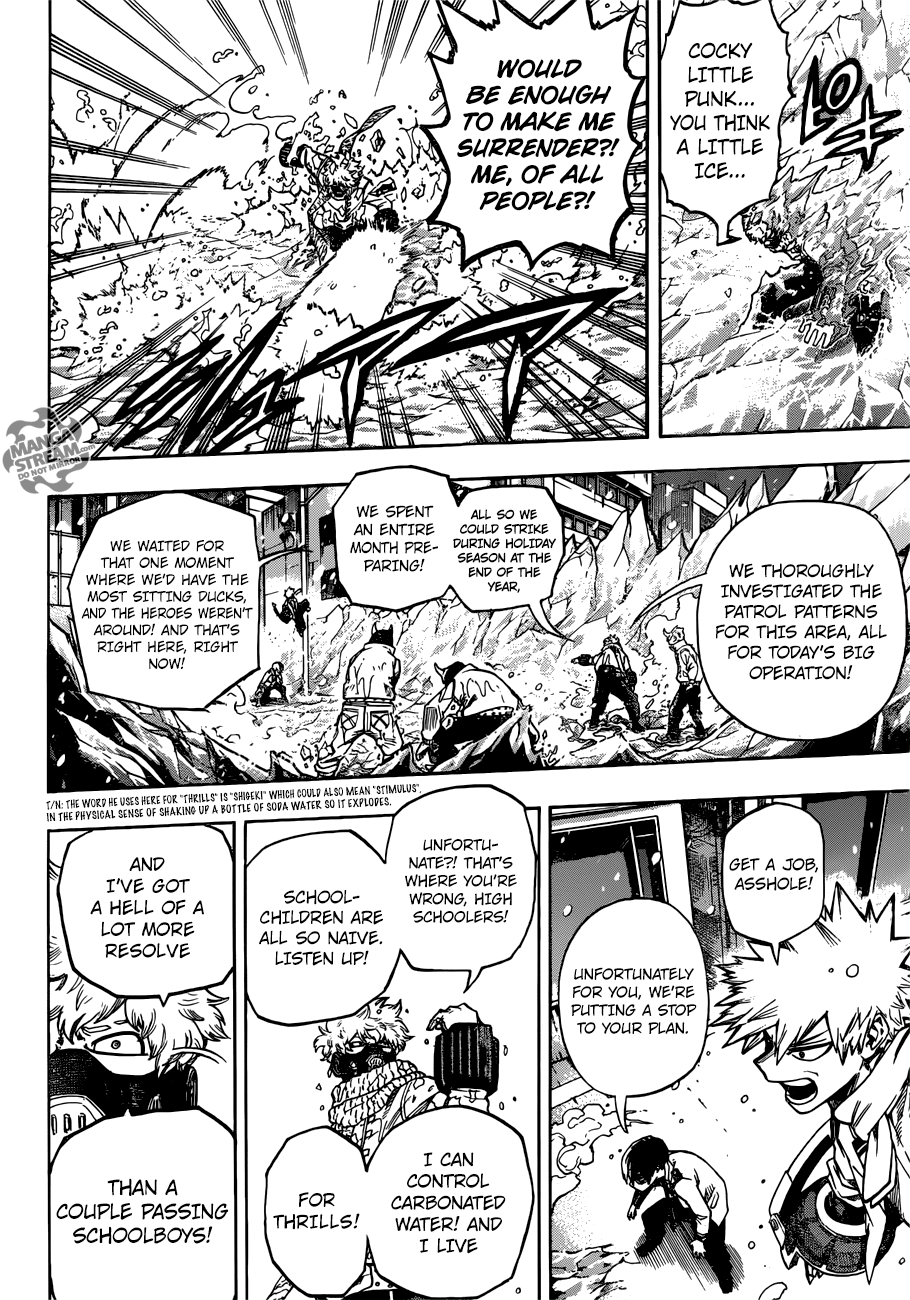 COCKY
LITTLE
PUNK...
YOU THINK
A LITTLE
ICE...
WOULD
BE ENOUGH
TO MAKE ME
SURRENDER?!
ME, OF ALL
PEOPLE?!
MANGA
STREAM.com
DO NOT MIRROR
WE THOROUGHLY
INVESTIGATED THE
PATROL PATTERNS
FOR THIS AREA, ALL
FOR TODAY'S BIG
OPERATION!
ALL SO WE
COULD STRIKE
DURING HOLIDAY
SEASON AT THE
END OF THE
YEAR,
WE SPENT
AN ENTIRE
MONTH PRE-
PARING!
WE WAITED FOR
THAT ONE MOMENT
WHERE WE'D HAVE THE
MOST SITTING DUCKS,
AND THE HEROES WEREN'T
AROUND! AND THAT'S
RIGHT HERE, RIGHT
NOW!
T/N: THE WORD HE USES HERE FOR "THRILLS" IS "SHIGEKI" WHICH COULD ALSO MEAN "STIMULUS",
IN THE PHYSICAL SENSE OF SHAKING UP A BOTTLE OF SODA WATER SO IT EXPLODES.
GET A JOB,
ASSHOLE!
UNFORTUNATELY
FOR YOU, WE'RE
PUTTING A STOP
TO YOUR PLAN.
UNFORTU-
NATE?! THAT'S
WHERE YOU'RE
WRONG, HIGH
SCHOOLERS!
SCHOOL-
CHILDREN ARE
ALL SO NAIVE.
LISTEN UP!
I CAN
CONTROL
CARBONATED
WATER! AND
I LIVE
FOR
THRILLS!
AND
I'VE GOT
A HELL OF A
LOT MORE
RESOLVE
THAN A
COUPLE PASSING
SCHOOLBOYS!